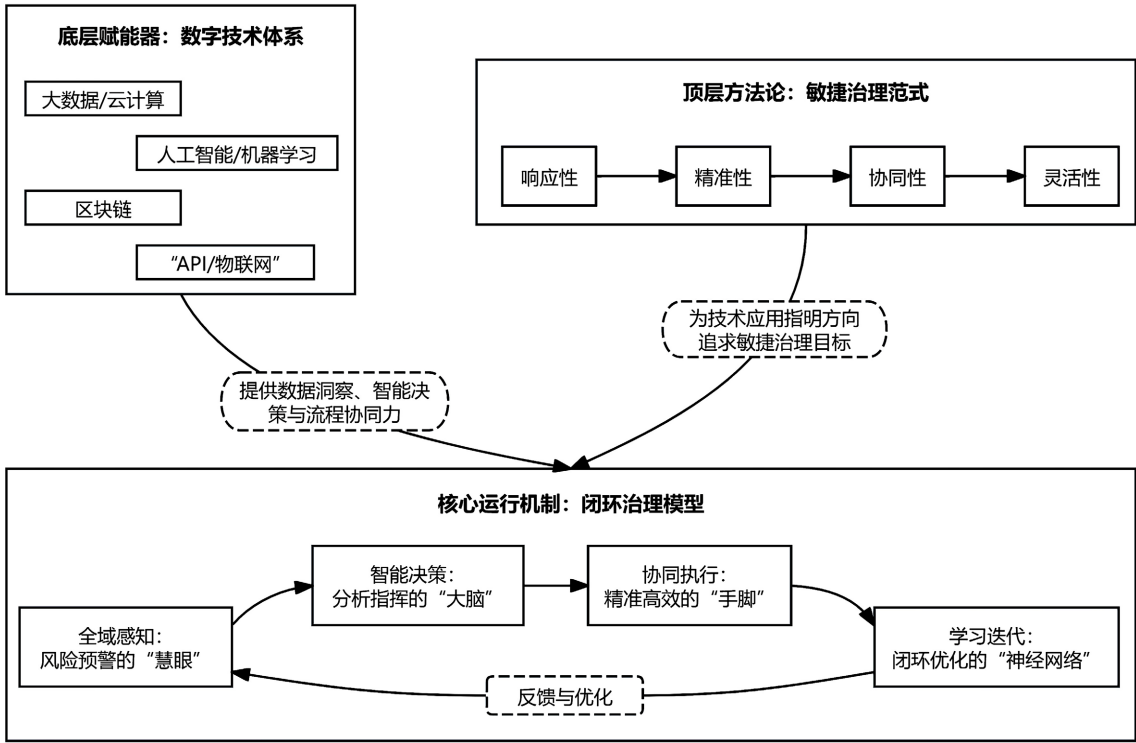 底层赋能器：数字技术体系
大数据/云计算
人工智能/机器学习
区块链
“API/物联网”
顶层方法论：敏捷治理范式
响应性
精准性
协同性
灵活性
为技术应用指明方向
追求敏捷治理目标
提供数据洞察、智能决
策与流程协同力
核心运行机制：闭环治理模型
智能决策：
分析指挥的“大脑”
协同执行：
精准高效的“手脚”
全域感知：
风险预警的“慧眼”
学习迭代：
闭环优化的“神经网络”
反馈与优化